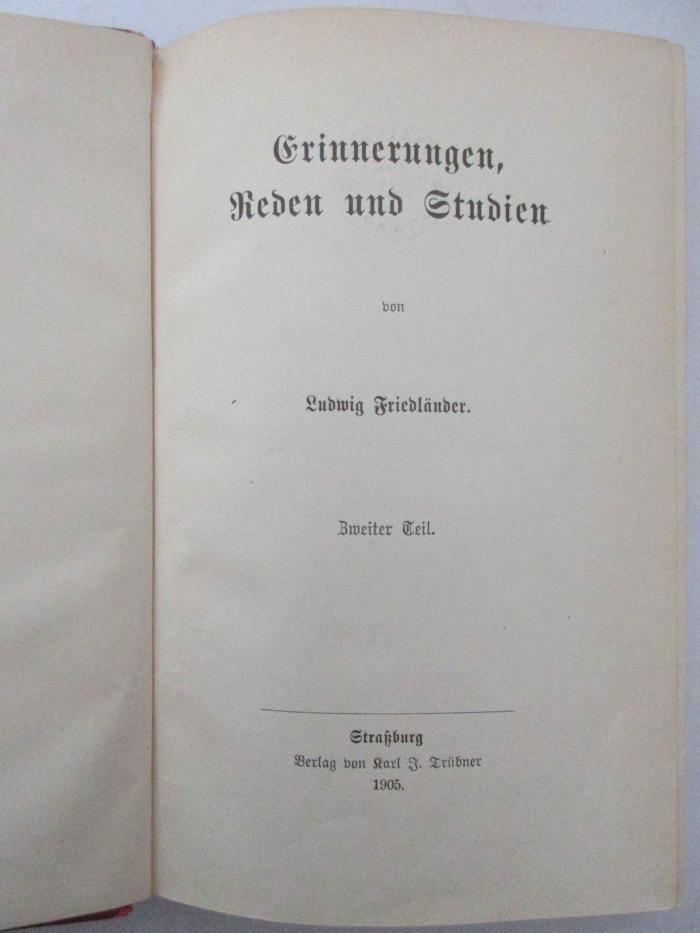 Erinnerungen,
Reden und Studien
von
Ludwig Friedländer.
Zweiter Teil.
Straßburg
Verlag von Karl J. Trübner
1905.